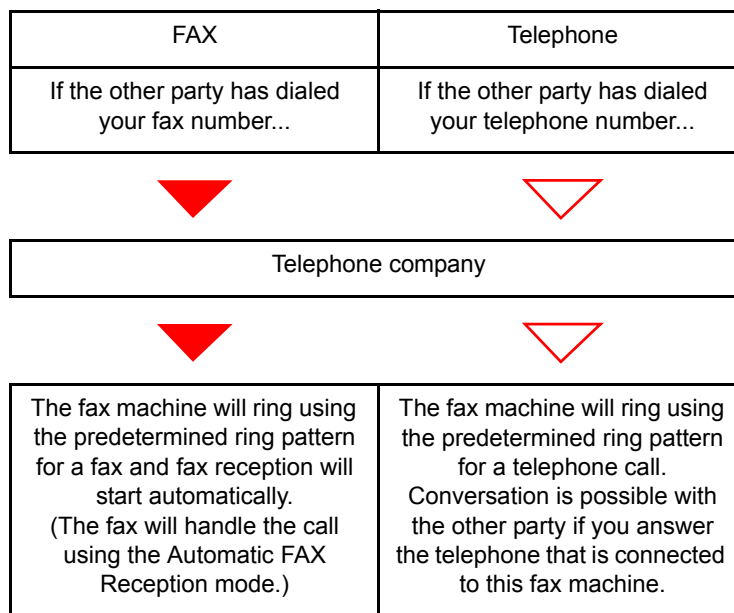 FAX
Telephone
If the other party has dialed
your fax number...
If the other party has dialed
your telephone number...
Telephone company
The fax machine will ring using
the predetermined ring pattern
for a fax and fax reception will
start automatically.
(The fax will handle the call
using the Automatic FAX
Reception mode.)
The fax machine will ring using
the predetermined ring pattern
for a telephone call.
Conversation is possible with
the other party if you answer
the telephone that is connected
to this fax machine.